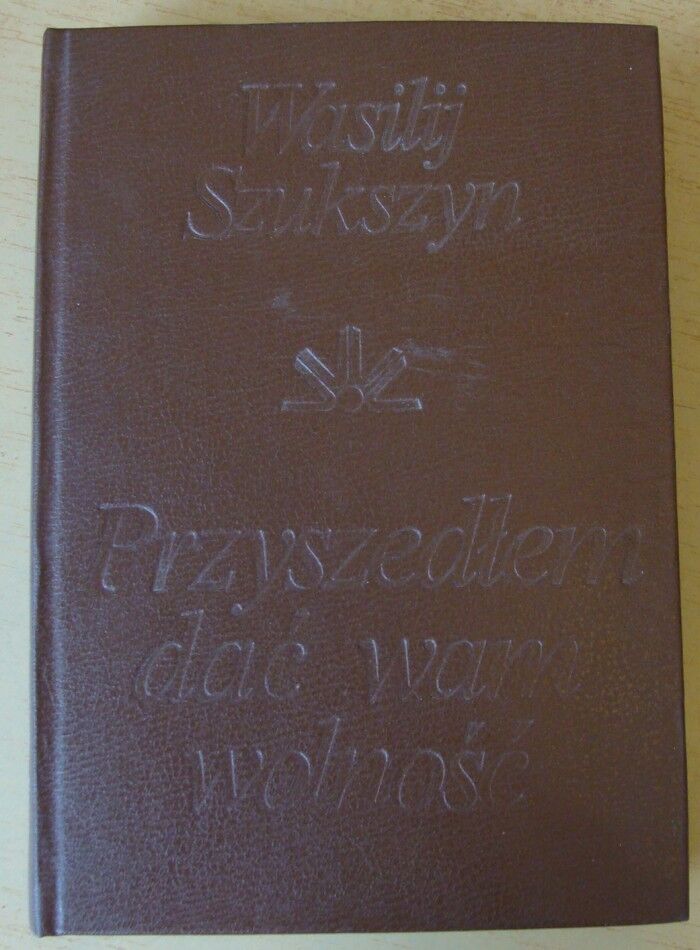 Wasilij
Szukszyn
Przyszedłem
dać wam
wolność